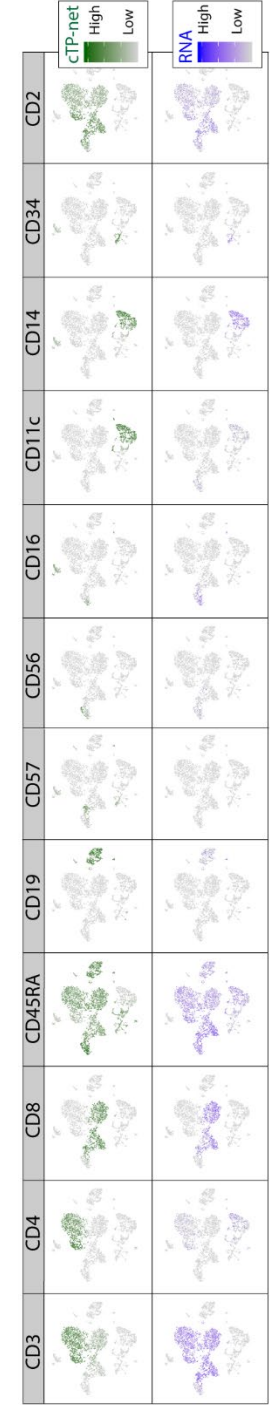 CD3
CD4
CD8
CD45RA
CD19
CD57
CD56
CD16
CD11c
CD14
CD34
CD2
cTP-net
High
Low
RNA
High
Low